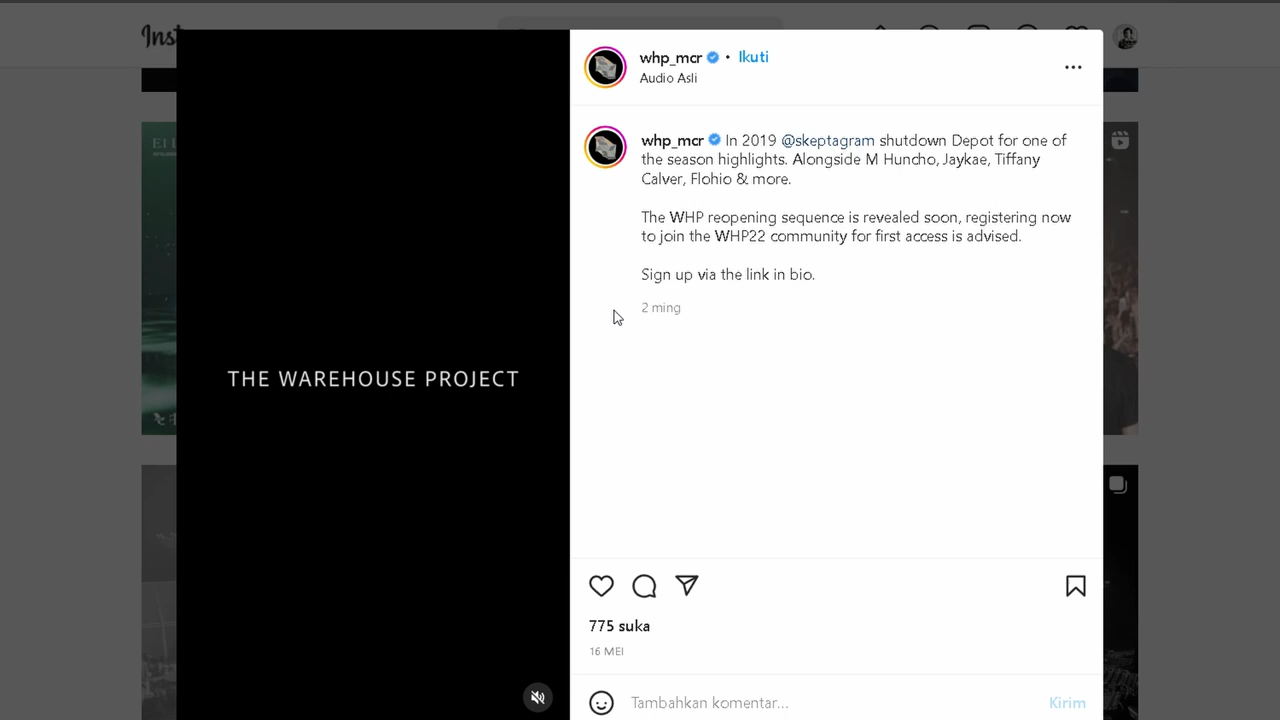 Inst
whp_mcr • Ikuti
Audio Asli
whp_mcr In 2019 @skeptagram shutdown Depot for one of
the season highlights. Alongside M Huncho, Jaykae, Tiffany
Calver, Flohio & more.
The WHP reopening sequence is revealed soon, registering now
to join the WHP22 community for first access is advised.
Sign up via the link in bio.
2 ming
THE WAREHOUSE PROJECT
775 suka
16 MEI
Tambahkan komentar...
Kirim